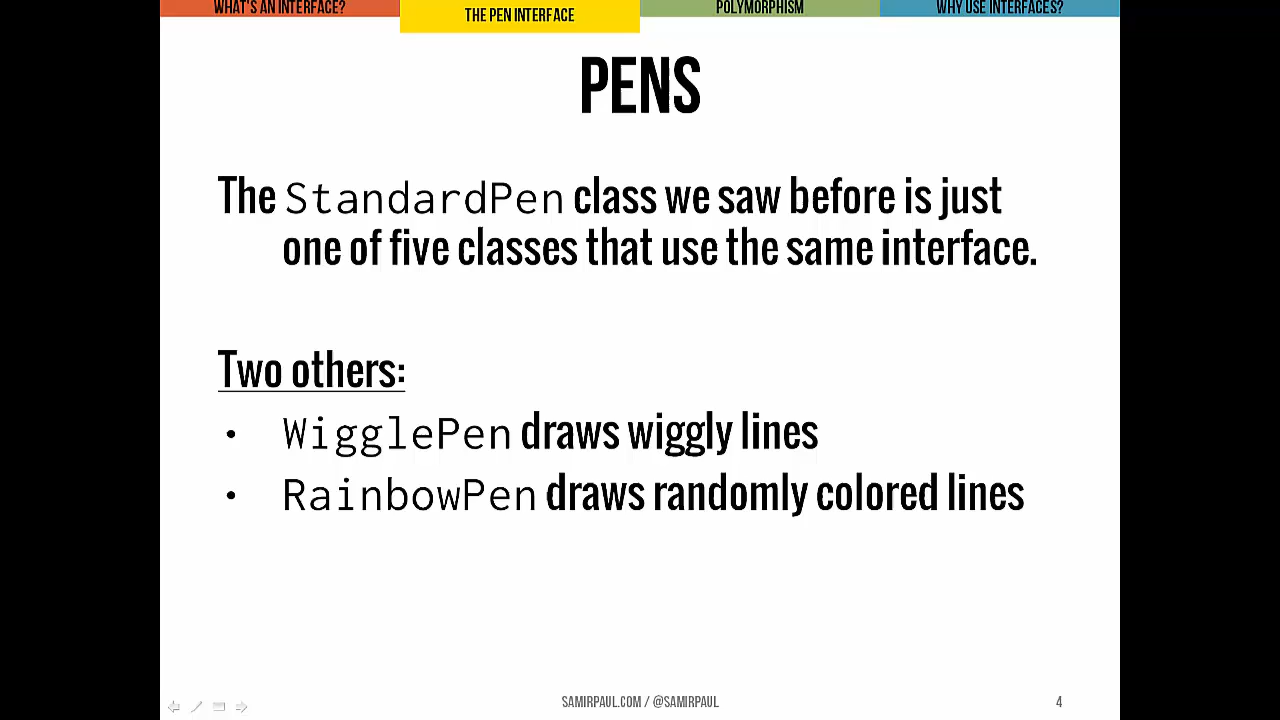 WHAT'S AN INTERFACE?
THE PEN INTERFACE
POLYMORPHISM
WHY USE INTERFACES?
PENS
The StandardPen class we saw before is just
one of five classes that use the same interface.
Two others:
• WigglePen draws wiggly lines
• RainbowPen draws randomly colored lines
SAMIRPAUL.COM / @SAMIRPAUL
4